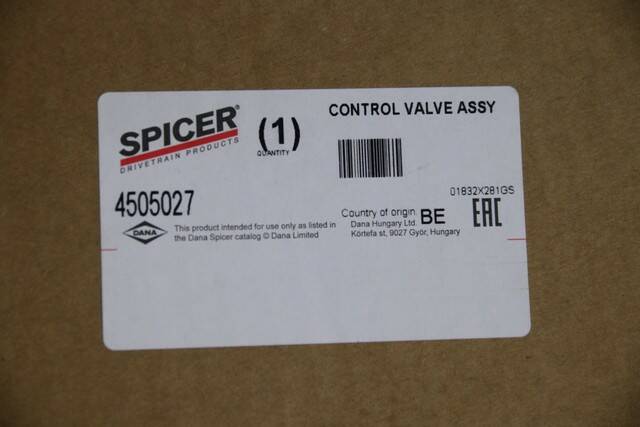 SPICER®
DRIVETRAIN PRODUCTS
(1)
QUANTITY
CONTROL VALVE ASSY
01832X281GS
4505027
DANA
This product intended for use only as listed in
the Dana Spicer catalog © Dana Limited
Country of origin: BE
Dana Hungary Ltd.
Körtefa st, 9027 Győr, Hungary
EAC